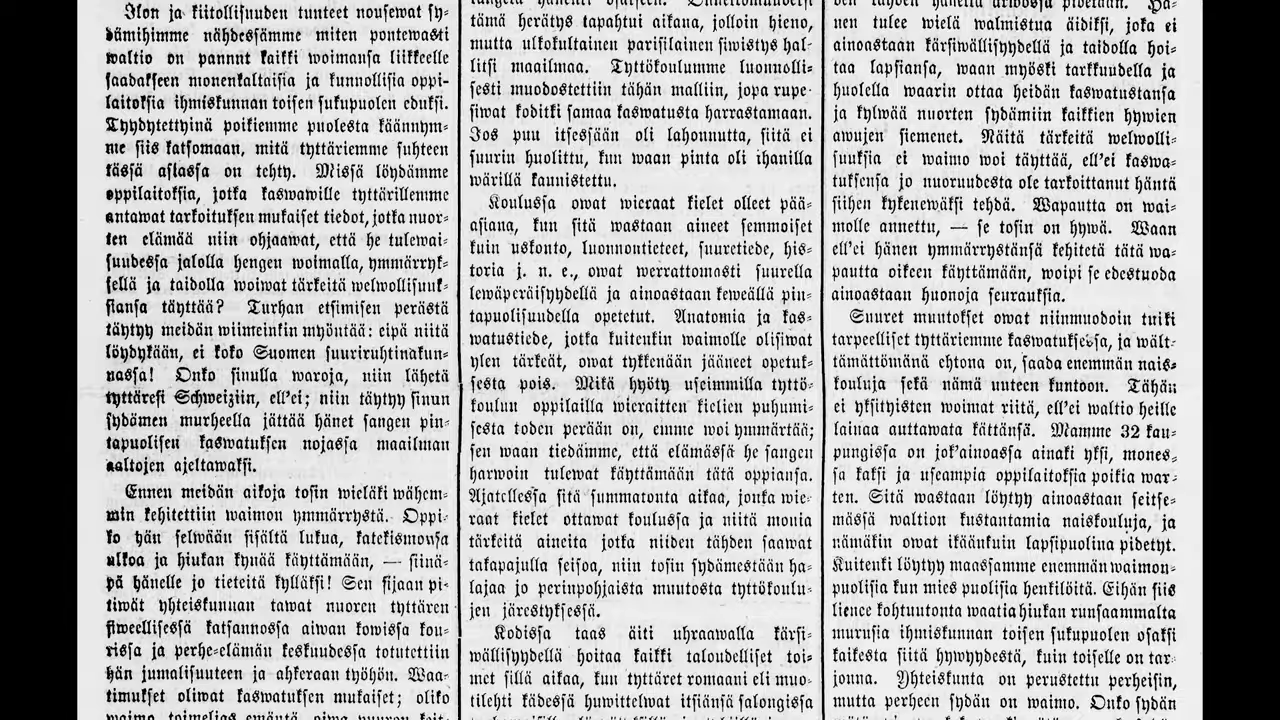 Ilon ja kiitollisuuden tunteet nousewat sy-
dämihimme nähdessämme miten pontewasti
waltio on pannut kaikki woimansa liikkeelle
saadakseen monenkaltaisia ja kunnollisia oppi-
laitoksia ihmiskunnan toisen sukupuolen eduksi.
Tyydytettyinä poikiemme puolesta käännym-
me siis katsomaan, mitä tyttäriemme suhteen
tässä asiassa on tehty. Missä löydämme
oppilaitoksia, jotka kaswawille tyttärillemme
antawat tarkoituksen mukaiset tiedot, jotka nuor-
ten elämää niin ohjaawat, että he tulewai-
suudessa jalolla hengen woimalla, ymmärryk-
sellä ja taidolla woiwat tärkeitä welwollisuuk-
siansa täyttää? Turhan etsimisen perästä
täytyy meidän wiimeinkin myöntää: eipä niitä
löydykään, ei koko Suomen suuriruhtinakun-
nassa! Onko sinulla waroja, niin lähetä
tyttäresi Schweiziin, ell'ei; niin täytyy sinun
sydömen murheella jättää hänet sangen pin-
tapuolisen kaswatuksen nojassa maailman
aaltojen ajeltawaksi.
Ennen meidän aikoja tosin wieläki wähem-
min kehitettiin waimon ymmärrystä. Oppi-
ko hän selwään sisältä lukua, katekismonsa
ulkoa ja hiukan kynää käyttämään, — siinä-
pä hänelle jo tieteitä kylläksi! Sen sijaan pi-
tiwät yhteiskunnan tawat nuoren tyttären
siweellisessä katsannossa aiwan kowissa kou-
rissa ja perhe-elämän keskuudessa totutettiin
hän jumalisuuteen ja ahkeraan työhön. Waa-
timukset oliwat kaswatuksen mukaiset; oliko
waimo toimelias emäntä, oiwa nuoren
tämä herätys tapahtui aikana, jolloin hieno,
mutta ulkokultainen parisilainen siwistys hal-
litsi maailmaa. Tyttökoulumme luonnolli-
sesti muodostettiin tähän malliin, jopa rupe-
siwat koditki samaa kaswatusta harrastamaan.
Jos puu itsessään oli lahonnutta, siitä ei
suurin huolittu, kun waan pinta oli ihanilla
wärillä kaunistettu.
Koulussa owat wieraat kielet olleet pää-
asiana, kun sitä wastaan aineet semmoiset
kuin uskonto, luonnontieteet, suuretiede, his-
toria j. n. e., owat werrattomasti suurella
lewäperäisyydellä ja ainoastaan keweällä pin-
tapuolisuudella opetetut. Anatomia ja kas-
watustiede, jotka kuitenkin waimolle olisiwat
ylen tärkeät, owat tykkenään jääneet opetuk-
sesta pois. Mikä hyöty useimmilla tyttö-
koulun oppilailla wieraitten kielien puhumi-
sesta toden perään on, emme woi ymmärtää;
sen waan tiedämme, että elämässä he sangen
harwoin tulewat käyttämään tätä oppiansa.
Ajatellessa sitä summatonta aikaa, jonka wie-
raat kielet ottawat koulussa ja niitä monia
tärkeitä aineita jotka niiden tähden saawat
takapajulla seisoa, niin tosin sydämestään ha-
lajaa jo perinpohjaista muutosta tyttökoulu-
jen järestyksessä.
Kodissa taas äiti uhraawalla kärsi-
wällisyydellä hoitaa kaikki taloudelliset toi-
met sillä aikaa, kun tyttäret romaani eli muo-
tilehti kädessä huwittelwat itsiänsä salongissa
nen tulee wielä walmistua äidiksi, joka ei
ainoastaan kärsiwällisyydellä ja taidolla hoi-
taa lapsiansa, waan myöski tarkkuudella ja
huolella waarin ottaa heidän kaswatustansa
ja kylwää nuorten sydämiin kaikkien hywien
awujen siemenet. Näitä tärkeitä welwolli-
suuksia ei waimo woi täyttää, ell'ei kaswa-
tuksensa jo nuoruudesta ole tarkoittanut häntä
siihen kykenewäksi tehdä. Wapautta on wai-
molle annettu, — se tosin on hywä. Waan
ell'ei hänen ymmärrystänsä kehitetä tätä wa-
pautta oikeen käyttämään, woipi se edestuoda
ainoastaan huonoja seurauksia.
Suuret muutokset owat niinmuodoin tuiki
tarpeelliset tyttäriemme kaswatuksessa, ja wält-
tämättömänä ehtona on, saada enemmän nais-
kouluja sekä nämä uuteen kuntoon. Tähän
ei yksityisten woimat riitä, ell'ei waltio heille
lainaa auttawata kättänsä. Mamme 32 kau-
pungissa on jok'ainoassa ainaki yksi, mones-
sa kaksi ja useampia oppilaitoksia poikia war-
ten. Sitä wastaan löytyy ainoastaan seitse-
mässä waltion kustantamia naiskouluja, ja
nämäkin owat ikäänkuin lapsipuolina pidetyt.
Kuitenki löytyy maassamme enemmän waimon-
puolisia kun mies puolisia henkilöitä. Eihän siis
lience kohtuutonta waatia hiukan runsaammalta
murusia ihmiskunnan toisen sukupuolen osaksi
kaikesta siitä hywyydestä, kuin toiselle on tar-
jonna. Yhteiskunta on perustettu perheisin,
mutta perheen sydän on waimo. Onko sydän